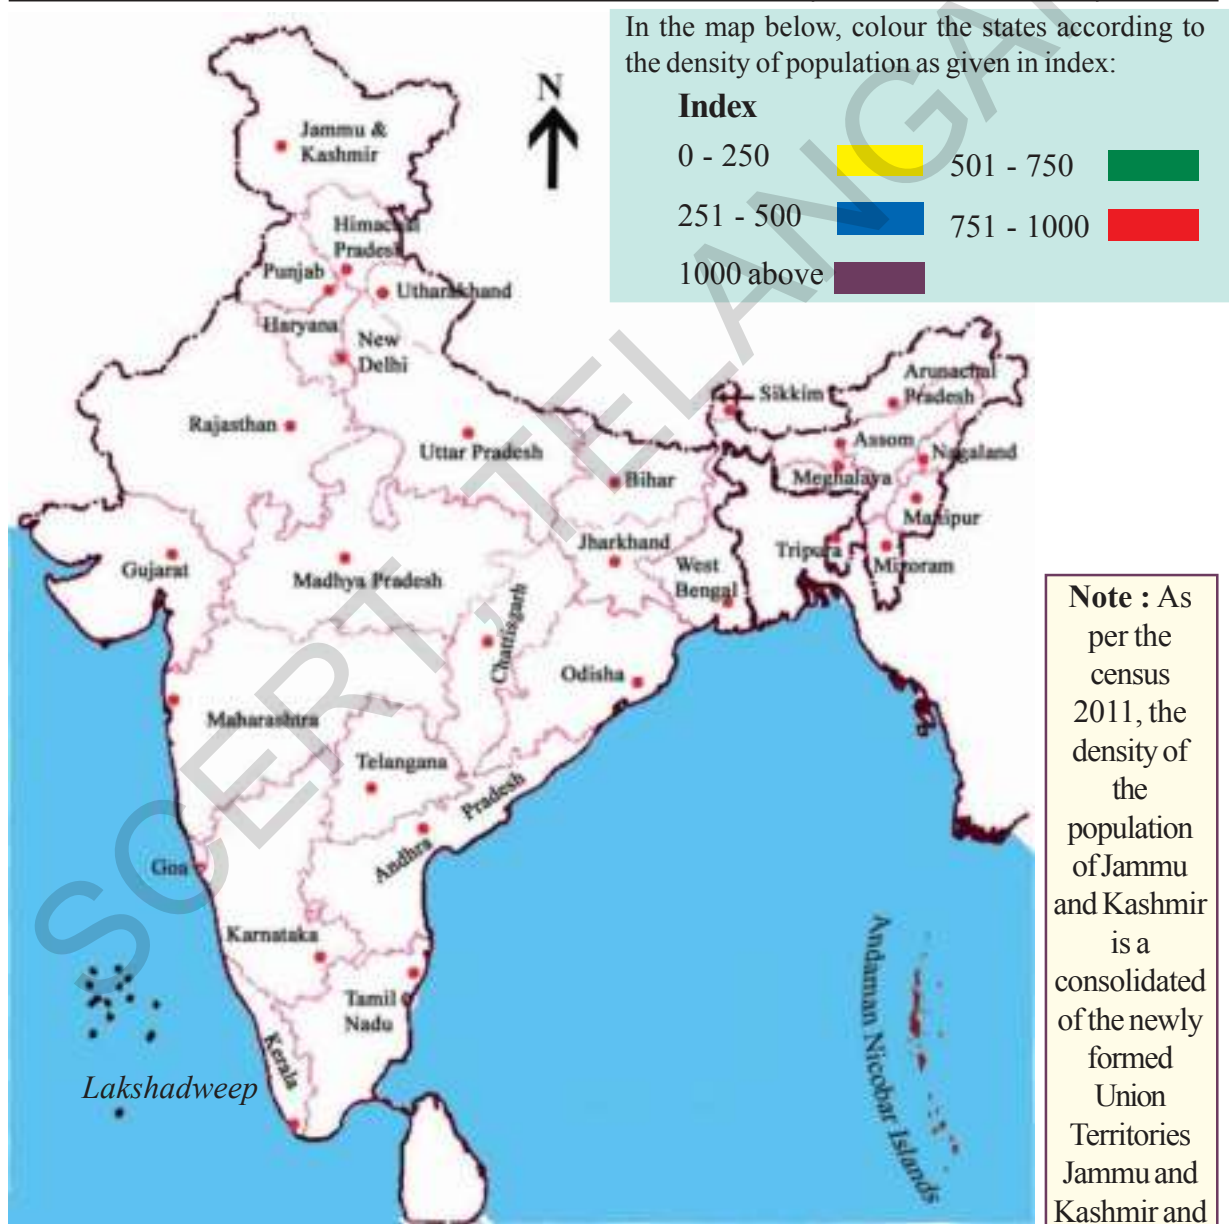 In the map below, colour the states according to
the density of population as given in index:
Index
0 - 250
501 - 750
251 - 500
751 - 1000
1000 above
N
Jammu &
Kashmir
Himachal
Pradesh
Punjab
Utharakhand
Haryana
New
Delhi
Rajasthan
Uttar Pradesh
Bihar
Sikkim
Arunachal
Pradesh
Assom
Nagaland
Meghalaya
Manipur
Tripura
Mizoram
Jharkhand
West
Bengal
Gujarat
Madhya Pradesh
Chattisgarh
Odisha
Maharashtra
Telangana
Andhra Pradesh
Goa
Karnataka
Tamil
Nadu
Kerala
Lakshadweep
Andaman Nicobar Islands
Note : As
per the
census
2011, the
density of
the
population
of Jammu
and Kashmir
is a
consolidated
of the newly
formed
Union
Territories
Jammu and
Kashmir and
SCERT, TELANGA